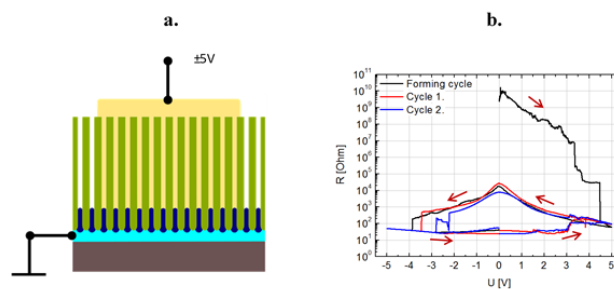 a.
b.
±5V
Forming cycle
Cycle 1.
Cycle 2.
R [Ohm]
10¹¹
10¹⁰
10⁹
10⁸
10⁷
10⁶
10⁵
10⁴
10³
10²
10¹
10⁰
-5 -4 -3 -2 -1 0 1 2 3 4 5
U [V]